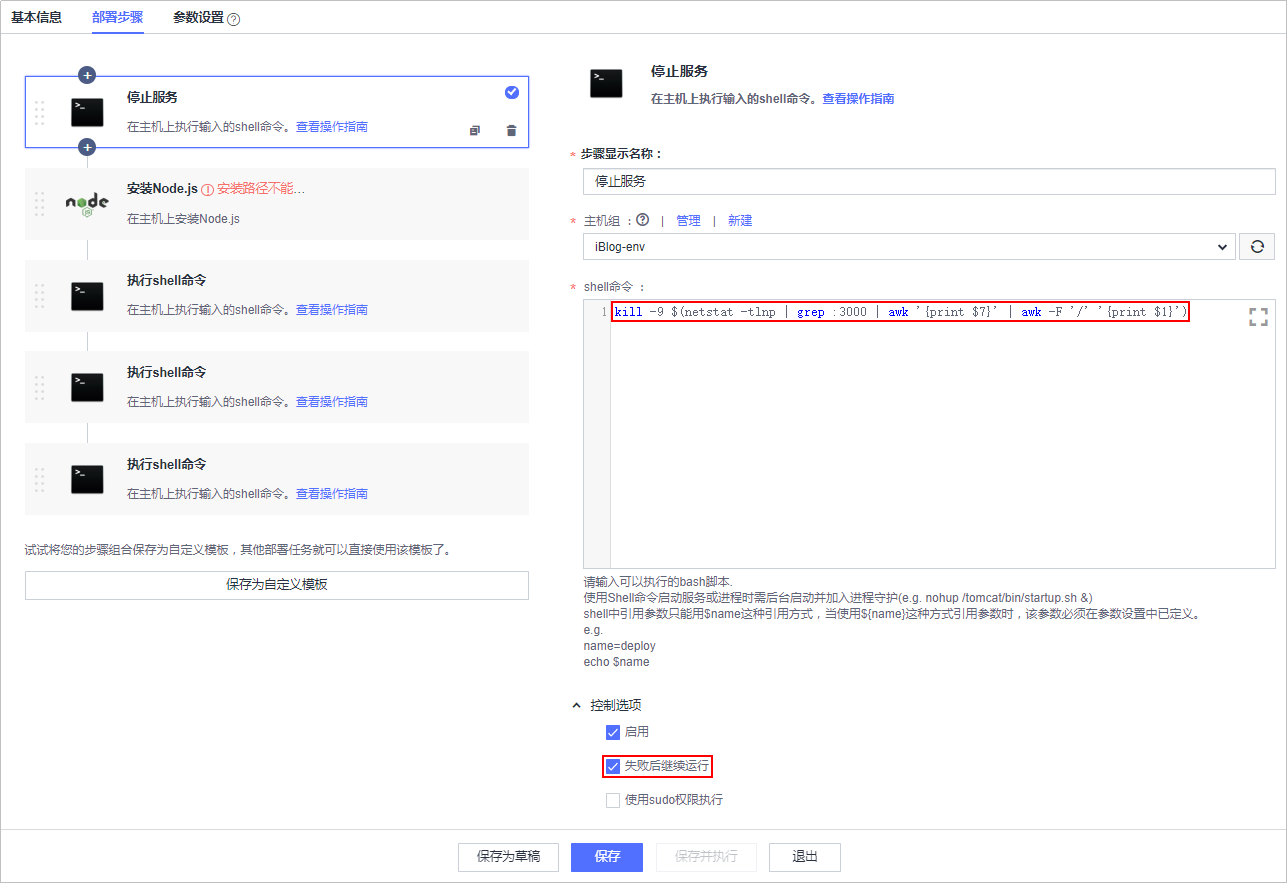 基本信息 部署步骤 参数设置 ?
停止服务
在主机上执行输入的shell命令。查看操作指南
安装Node.js 安装路径不能...
在主机上安装Node.js
执行shell命令
在主机上执行输入的shell命令。查看操作指南
执行shell命令
在主机上执行输入的shell命令。查看操作指南
执行shell命令
在主机上执行输入的shell命令。查看操作指南
试试将您的步骤组合保存为自定义模板，其他部署任务就可以直接使用该模板了。
保存为自定义模板
停止服务
在主机上执行输入的shell命令。查看操作指南
* 步骤显示名称：
停止服务
* 主机组 ：? | 管理 | 新建
iBlog-env
* shell命令 ：
1 kill -9 $(netstat -tlnp | grep :3000 | awk '{print $7}' | awk -F '/' '{print $1}')
请输入可以执行的bash脚本.
使用Shell命令启动服务或进程时需后台启动并加入进程守护(e.g. nohup /tomcat/bin/startup.sh &)
shell中引用参数只能用$name这种引用方式，当使用${name}这种方式引用参数时，该参数必须在参数设置中已定义。
e.g.
name=deploy
echo $name
控制选项
启用
失败后继续运行
使用sudo权限执行
保存为草稿 保存 保存并执行 退出